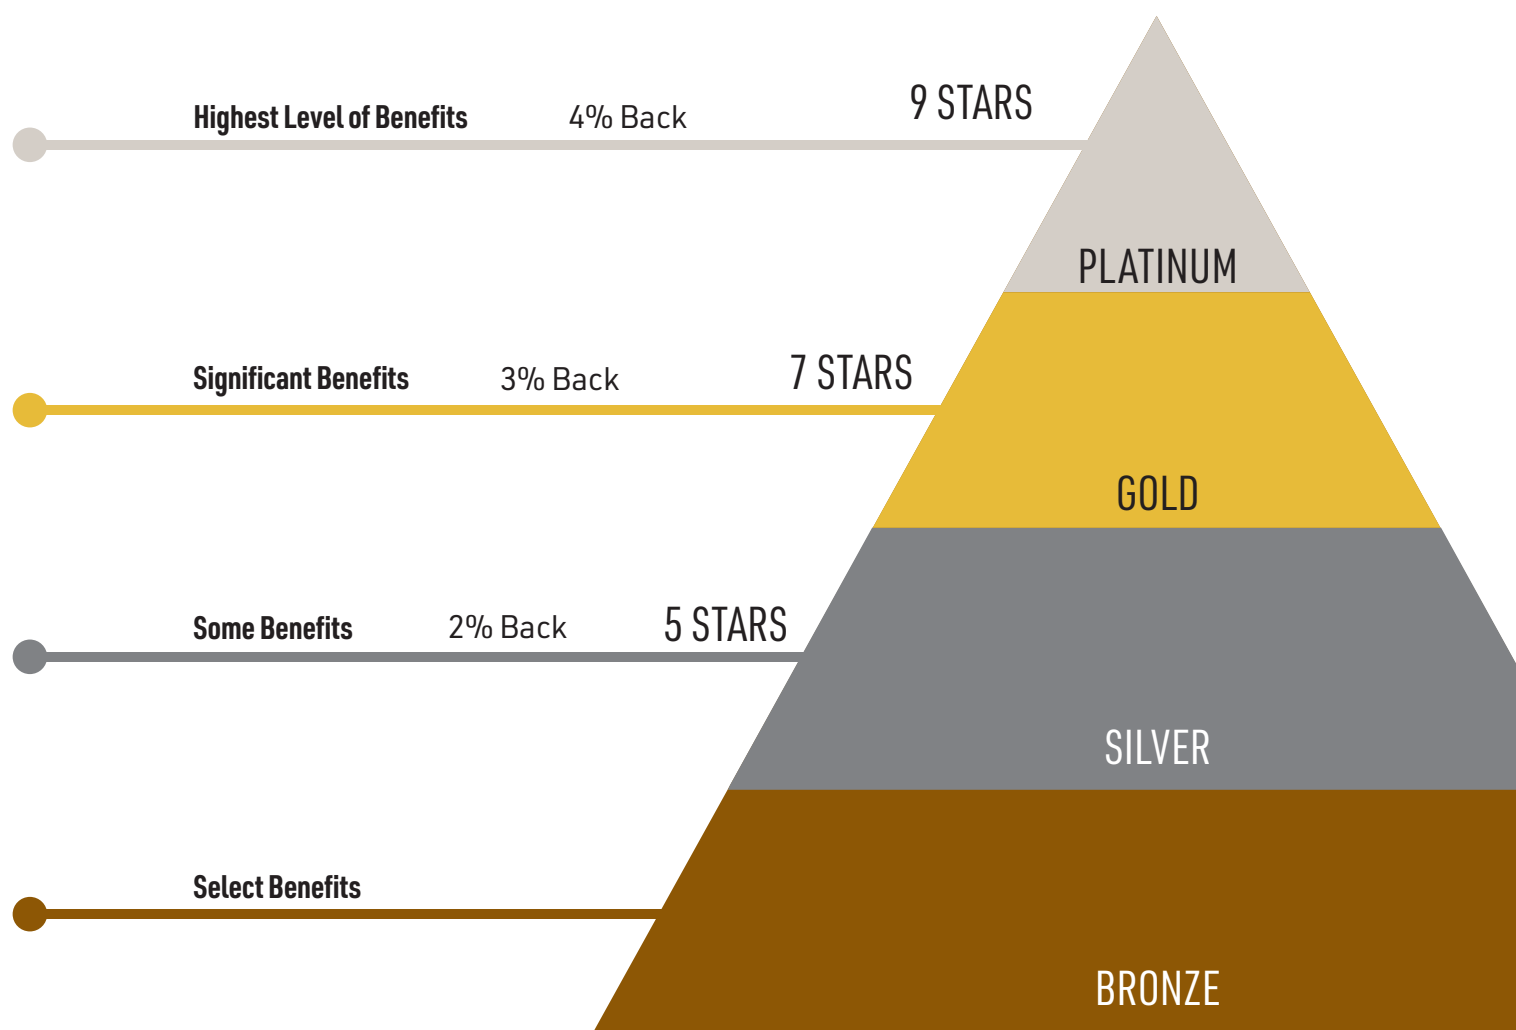 Highest Level of Benefits 4% Back 9 STARS
PLATINUM
Significant Benefits 3% Back 7 STARS
GOLD
Some Benefits 2% Back 5 STARS
SILVER
Select Benefits
BRONZE